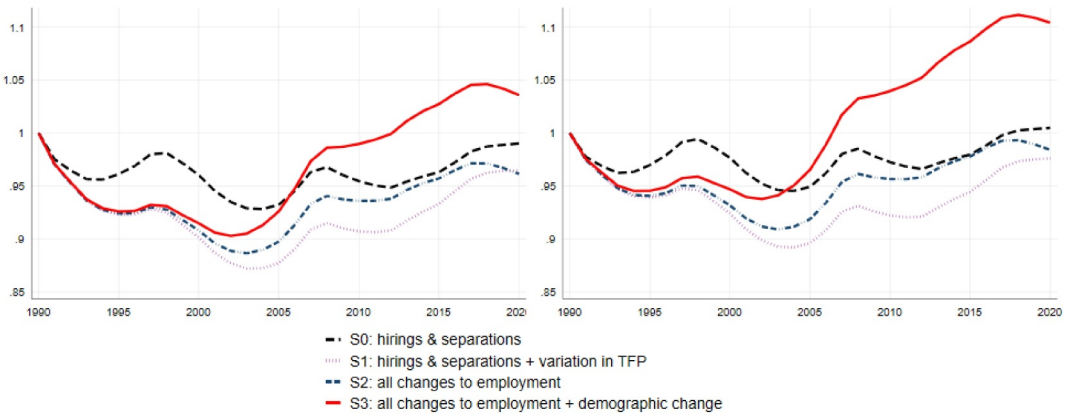 1.1
1.05
1
.95
.9
.85
1990 1995 2000 2005 2010 2015 202
1.1
1.05
1
.95
.9
.85
1990 1995 2000 2005 2010 2015 2020
S0: hirings & separations
S1: hirings & separations + variation in TFP
S2: all changes to employment
S3: all changes to employment + demographic change